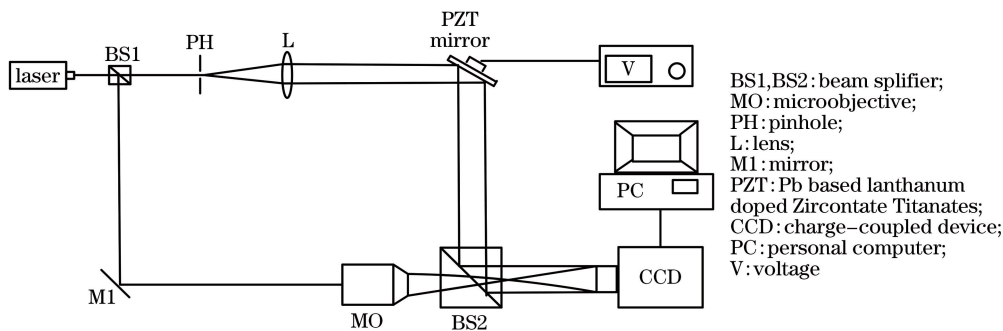 PZT
mirror
PH
L
BS1
laser
V
BS1,BS2: beam splifier;
MO: microobjective;
PH: pinhole;
L: lens;
M1: mirror;
PZT: Pb based lanthanum
doped Zircontate Titanates;
CCD: charge-coupled device;
PC: personal computer;
V: voltage
PC
CCD
M1
MO
BS2